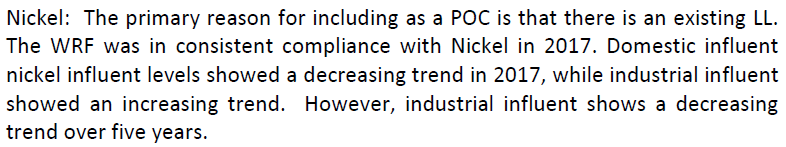 Nickel:  The primary reason for including as a POC is that there is an existing LL.
The WRF was in consistent compliance with Nickel in 2017. Domestic influent
nickel influent levels showed a decreasing trend in 2017, while industrial influent
showed an increasing trend.  However, industrial influent shows a decreasing
trend over five years.